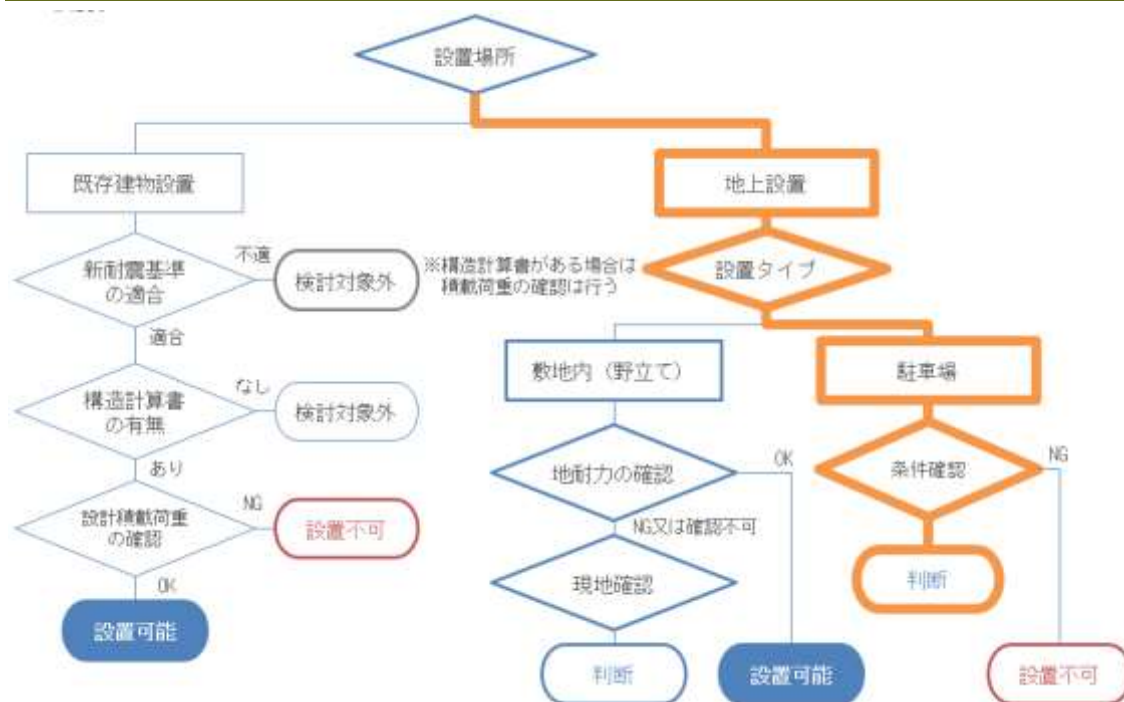 設置場所
既存建物設置
地上設置
新耐震基準
の適合
不適
検討対象外
※構造計算書がある場合は
積載荷重の確認は行う
設置タイプ
適合
敷地内（野立て）
駐車場
構造計算書
の有無
なし
検討対象外
あり
地耐力の確認
OK
条件確認
NG
設計積載荷重
の確認
NG
設置不可
NG又は確認不可
OK
現地確認
判断
設置可能
判断
設置可能
設置不可